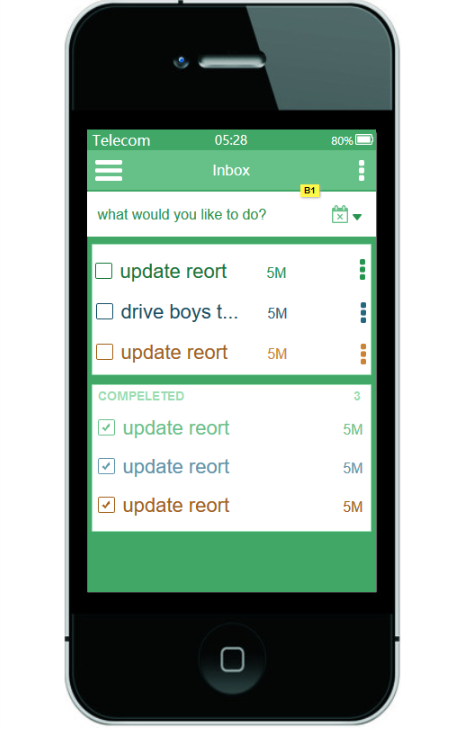 Telecom 05:28 80%
Inbox
B1
what would you like to do?
update reort 5M
drive boys t... 5M
update reort 5M
COMPELETED 3
update reort 5M
update reort 5M
update reort 5M